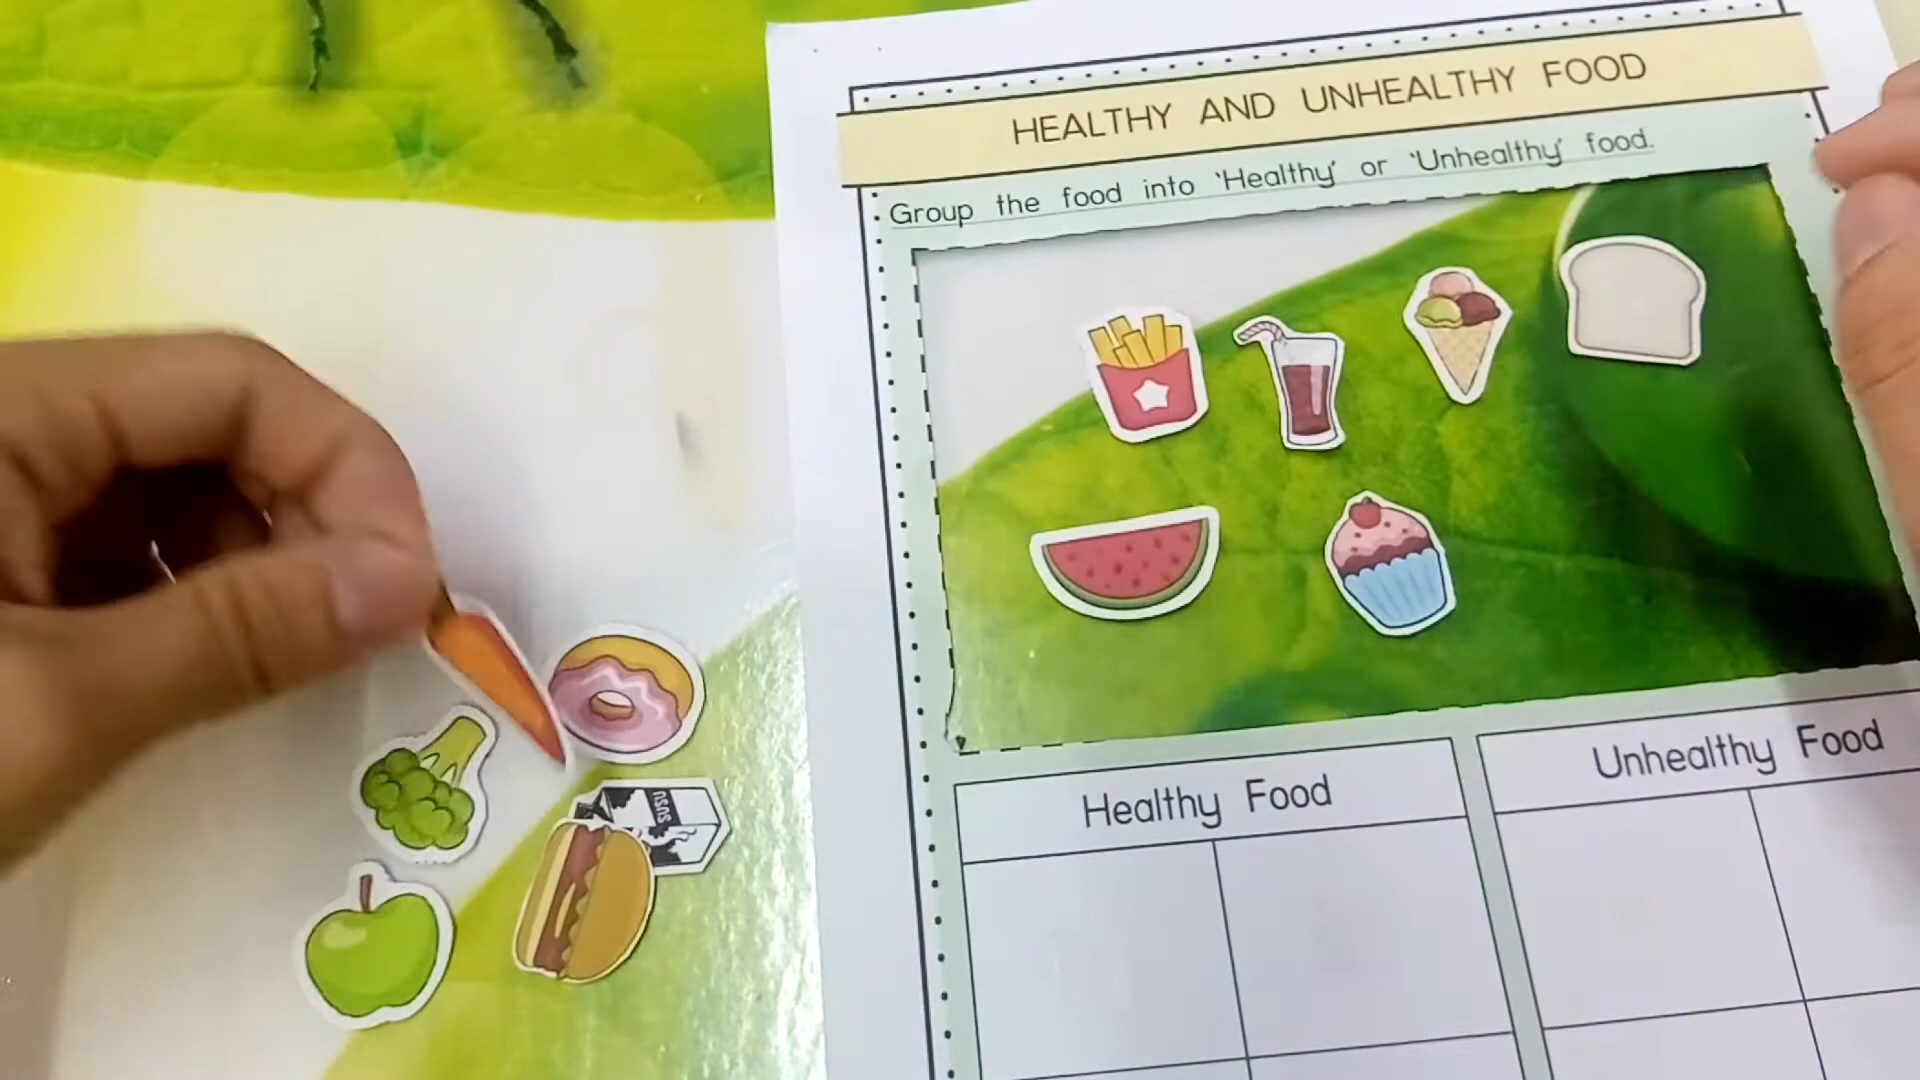 HEALTHY AND UNHEALTHY FOOD
Group the food into 'Healthy' or 'Unhealthy' food.
Healthy Food
Unhealthy Food
SUSU